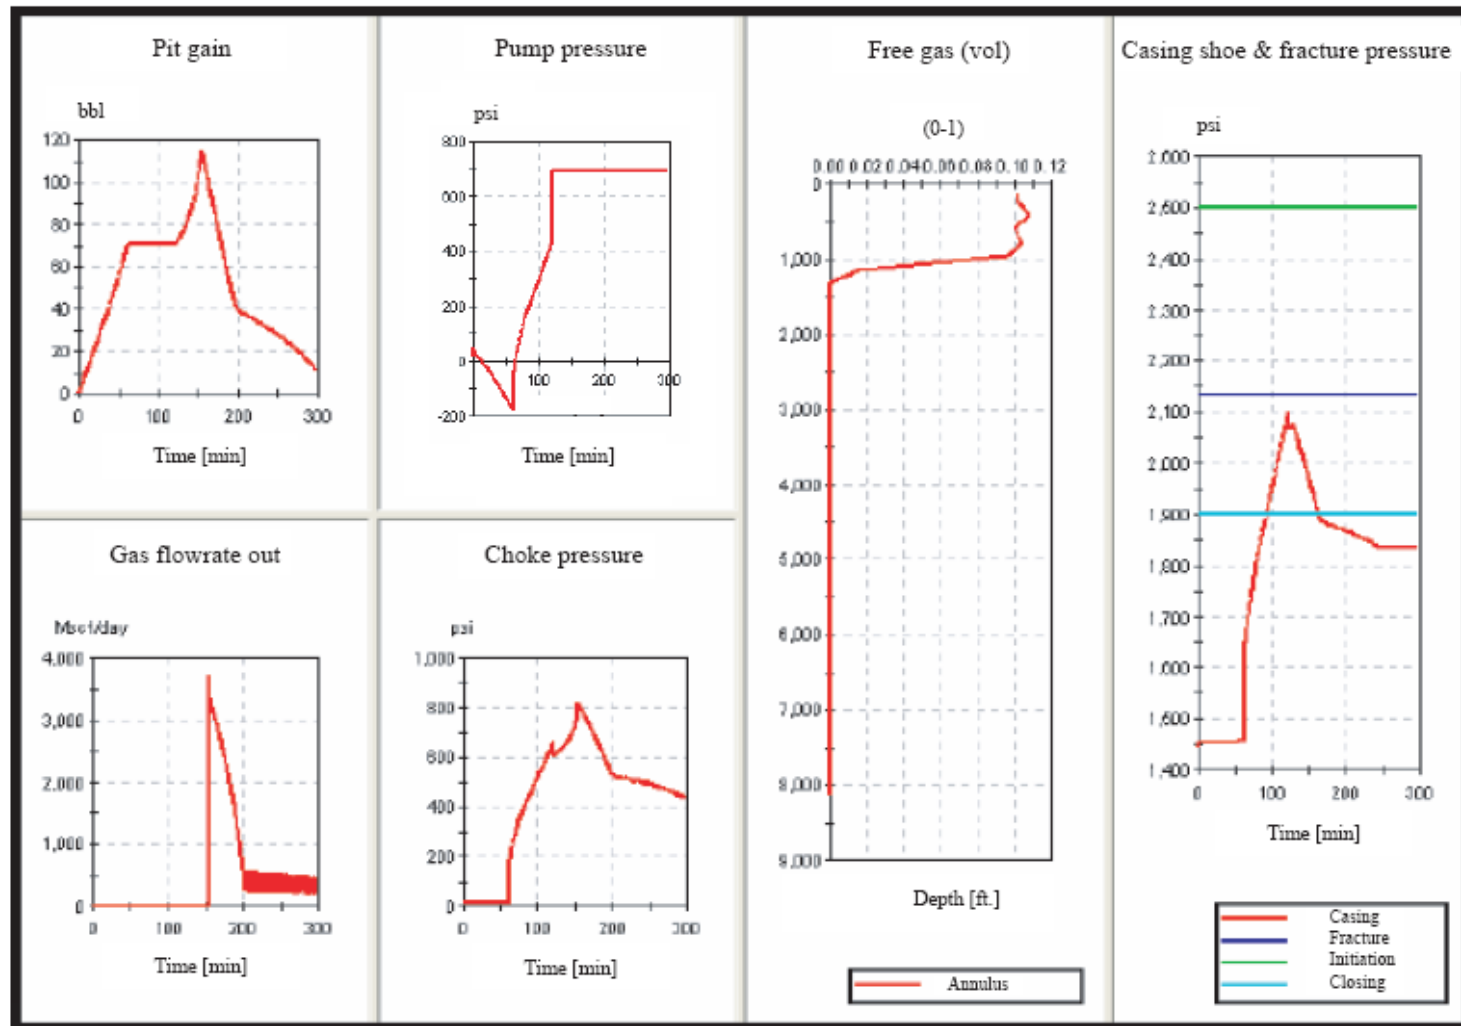 Pit gain
bbl
120
100
80
60
40
20
0
0 100 200 300
Time [min]
Pump pressure
psi
800
600
400
200
0
-200
100 200 300
Time [min]
Free gas (vol)
(0-1)
0.00 0.02 0.04 0.06 0.08 0.10 0.12
0
1,000
2,000
3,000
4,000
5,000
6,000
7,000
8,000
9,000
Depth [ft.]
Annulus
Casing shoe & fracture pressure
psi
2,600
2,500
2,400
2,300
2,200
2,100
2,000
1,900
1,800
1,700
1,600
1,500
1,400
0 100 200 300
Time [min]
Casing
Fracture
Initiation
Closing
Gas flowrate out
Mscf/day
4,000
3,000
2,000
1,000
0
0 100 200 300
Time [min]
Choke pressure
psi
1,000
800
600
400
200
0
0 100 200 300
Time [min]